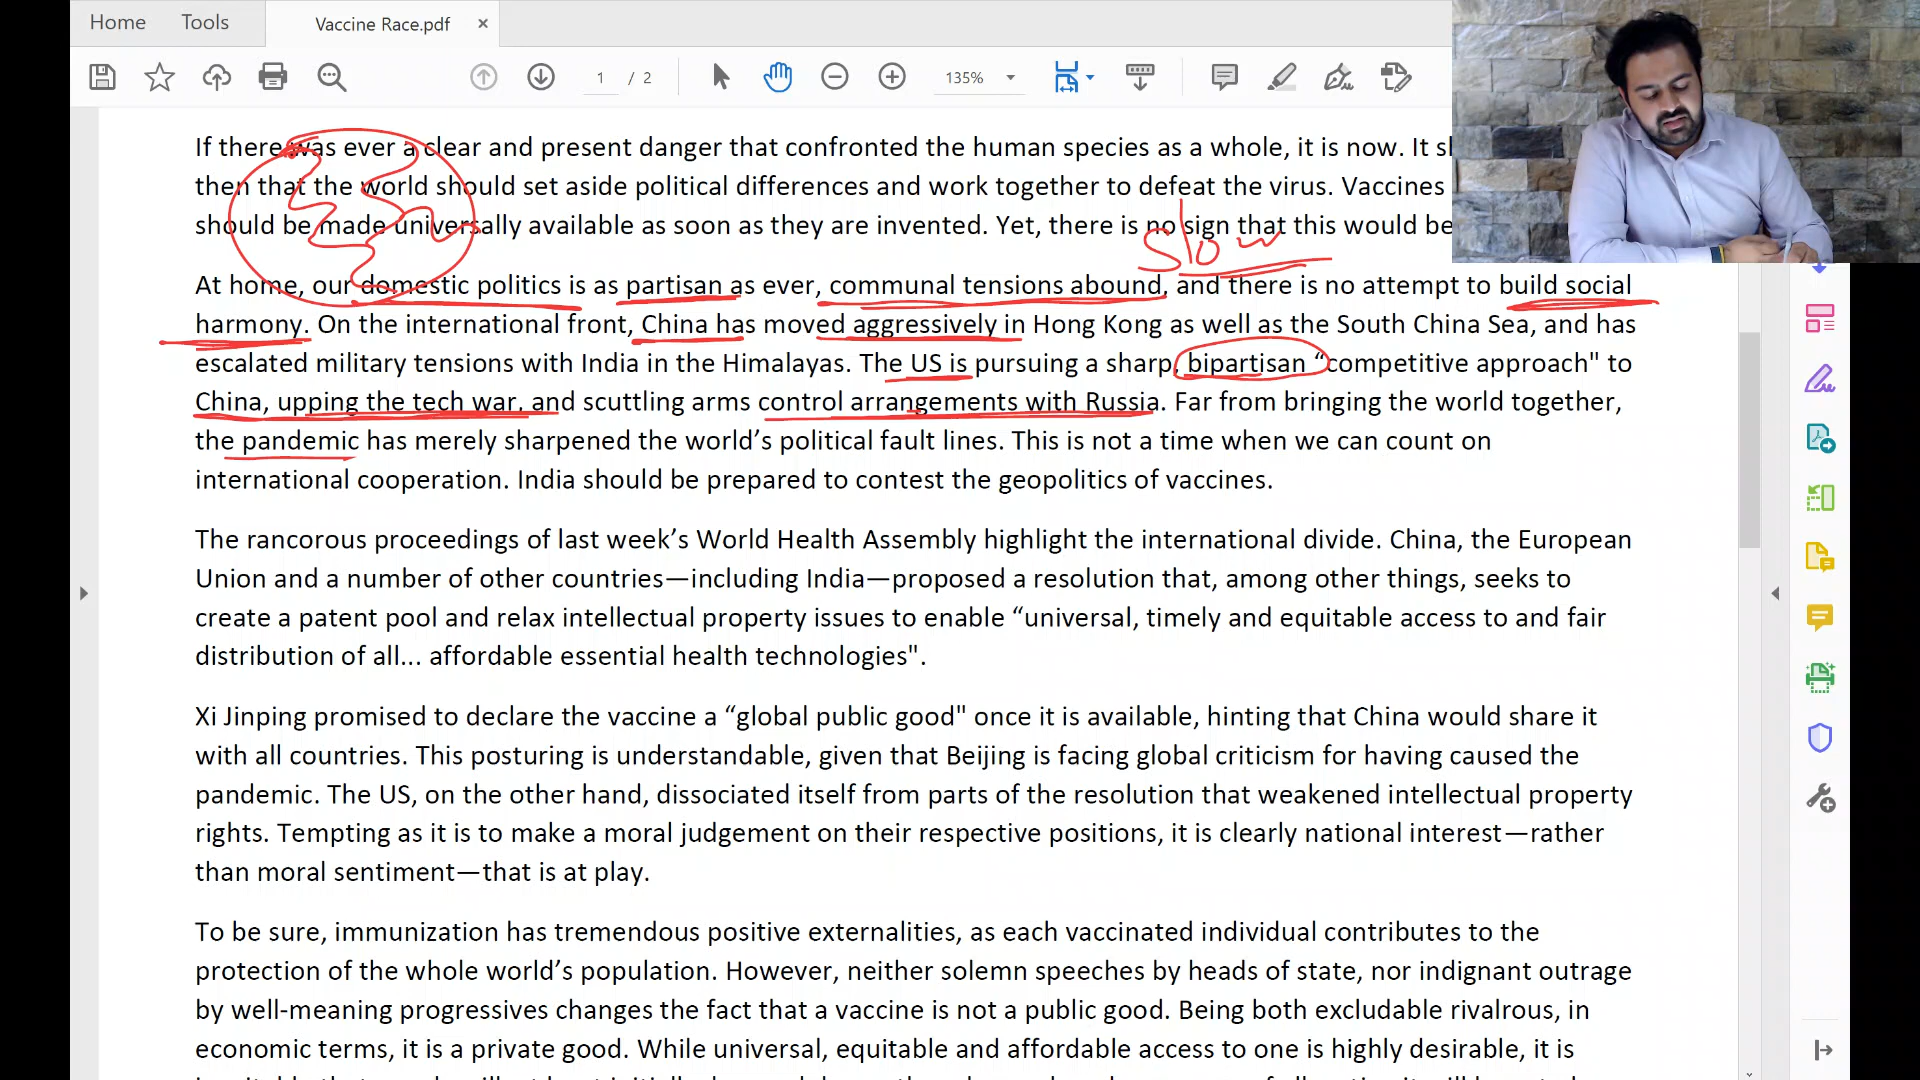 Home Tools Vaccine Race.pdf
1 / 2 135%
If there was ever a clear and present danger that confronted the human species as a whole, it is now. It
then that the world should set aside political differences and work together to defeat the virus. Vaccines
should be made universally available as soon as they are invented. Yet, there is no sign that this would be
Slow
At home, our domestic politics is as partisan as ever, communal tensions abound, and there is no attempt to build social
harmony. On the international front, China has moved aggressively in Hong Kong as well as the South China Sea, and has
escalated military tensions with India in the Himalayas. The US is pursuing a sharp, bipartisan “competitive approach" to
China, upping the tech war, and scuttling arms control arrangements with Russia. Far from bringing the world together,
the pandemic has merely sharpened the world’s political fault lines. This is not a time when we can count on
international cooperation. India should be prepared to contest the geopolitics of vaccines.
The rancorous proceedings of last week’s World Health Assembly highlight the international divide. China, the European
Union and a number of other countries—including India—proposed a resolution that, among other things, seeks to
create a patent pool and relax intellectual property issues to enable “universal, timely and equitable access to and fair
distribution of all... affordable essential health technologies".
Xi Jinping promised to declare the vaccine a “global public good" once it is available, hinting that China would share it
with all countries. This posturing is understandable, given that Beijing is facing global criticism for having caused the
pandemic. The US, on the other hand, dissociated itself from parts of the resolution that weakened intellectual property
rights. Tempting as it is to make a moral judgement on their respective positions, it is clearly national interest—rather
than moral sentiment—that is at play.
To be sure, immunization has tremendous positive externalities, as each vaccinated individual contributes to the
protection of the whole world’s population. However, neither solemn speeches by heads of state, nor indignant outrage
by well-meaning progressives changes the fact that a vaccine is not a public good. Being both excludable rivalrous, in
economic terms, it is a private good. While universal, equitable and affordable access to one is highly desirable, it is